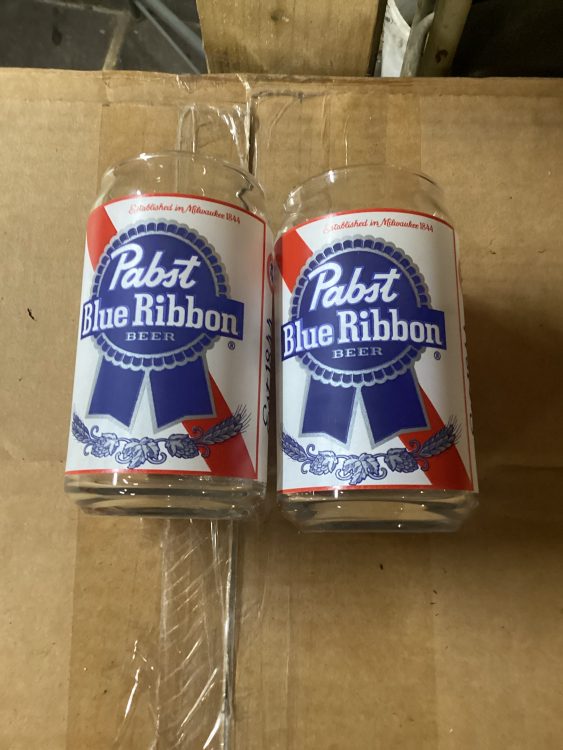 Established in Milwaukee 1844
Pabst
Blue Ribbon
BEER
®
Established in Milwaukee 1844
Pabst
Blue Ribbon
BEER
®